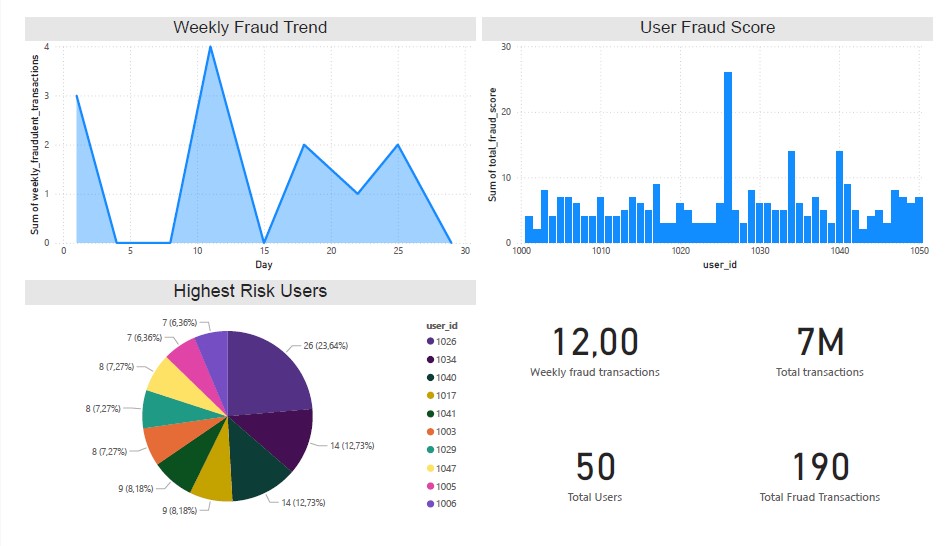 Weekly Fraud Trend
Sum of weekly_fraudulent_transactions
4
3
2
1
0
0 5 10 15 20 25 30
Day
User Fraud Score
Sum of total_fraud_score
30
20
10
0
1000 1010 1020 1030 1040 1050
user_id
Highest Risk Users
7 (6,36%)
7 (6,36%)
8 (7,27%)
8 (7,27%)
8 (7,27%)
9 (8,18%)
9 (8,18%)
26 (23,64%)
14 (12,73%)
14 (12,73%)
user_id
1026
1034
1040
1017
1041
1003
1029
1047
1005
1006
12,00
Weekly fraud transactions
7M
Total transactions
50
Total Users
190
Total Fruad Transactions